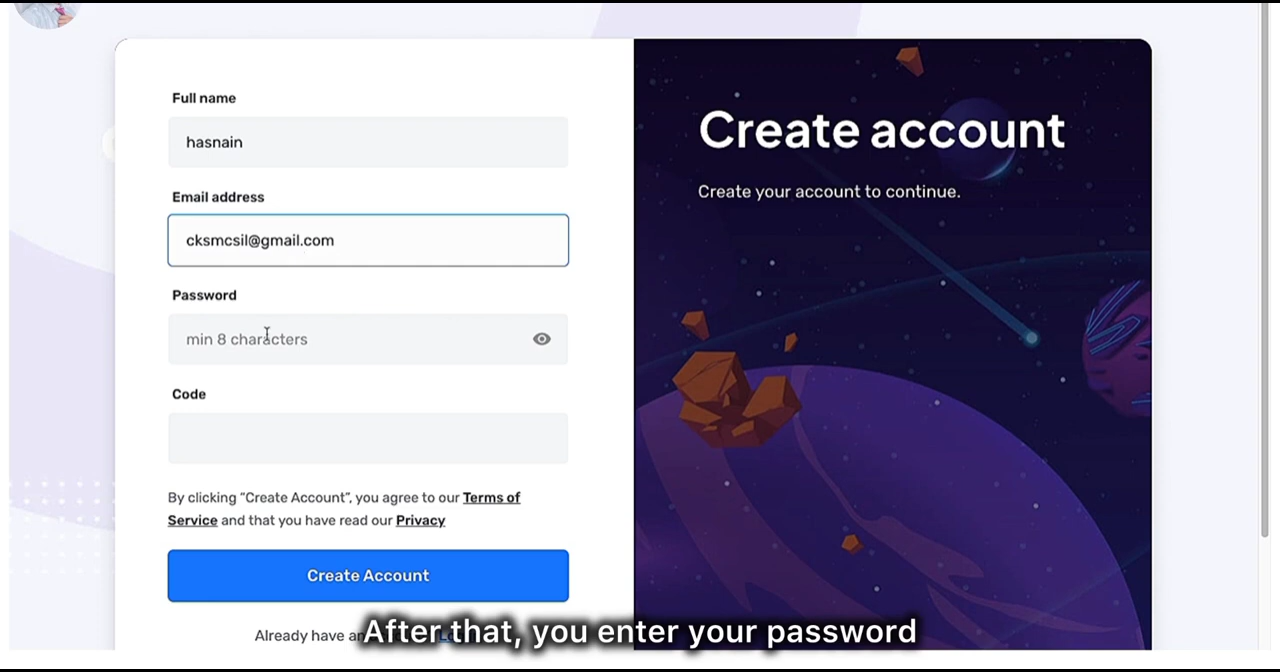 Full name
hasnain
Email address
cksmcsil@gmail.com
Password
min 8 characters
Code
By clicking “Create Account”, you agree to our Terms of
Service and that you have read our Privacy
Create Account
Already have an
After that, you enter your password
Create account
Create your account to continue.